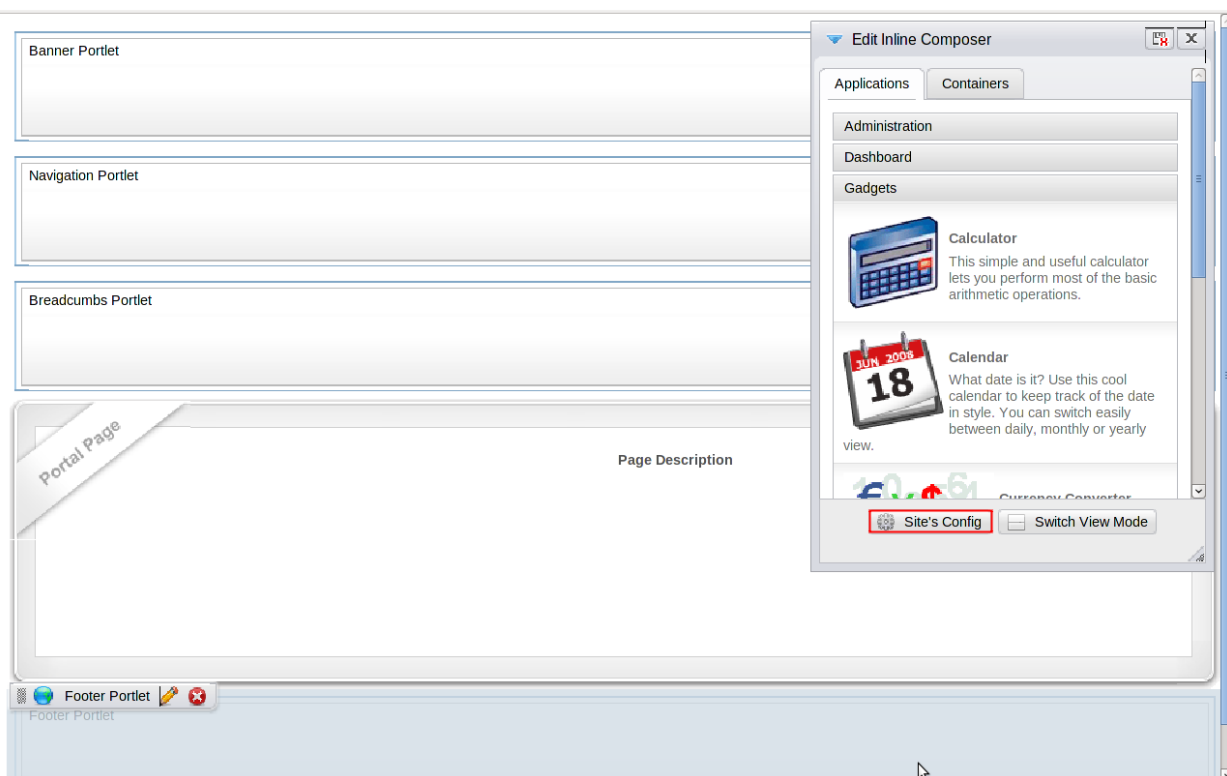 Banner Portlet
Navigation Portlet
Breadcumbs Portlet
Portal Page
Page Description
Footer Portlet
Footer Portlet
Edit Inline Composer
Applications
Containers
Administration
Dashboard
Gadgets
Calculator
This simple and useful calculator
lets you perform most of the basic
arithmetic operations.
JUN 2008
18
Calendar
What date is it? Use this cool
calendar to keep track of the date
in style. You can switch easily
between daily, monthly or yearly
view.
Currency Converter
Site's Config
Switch View Mode